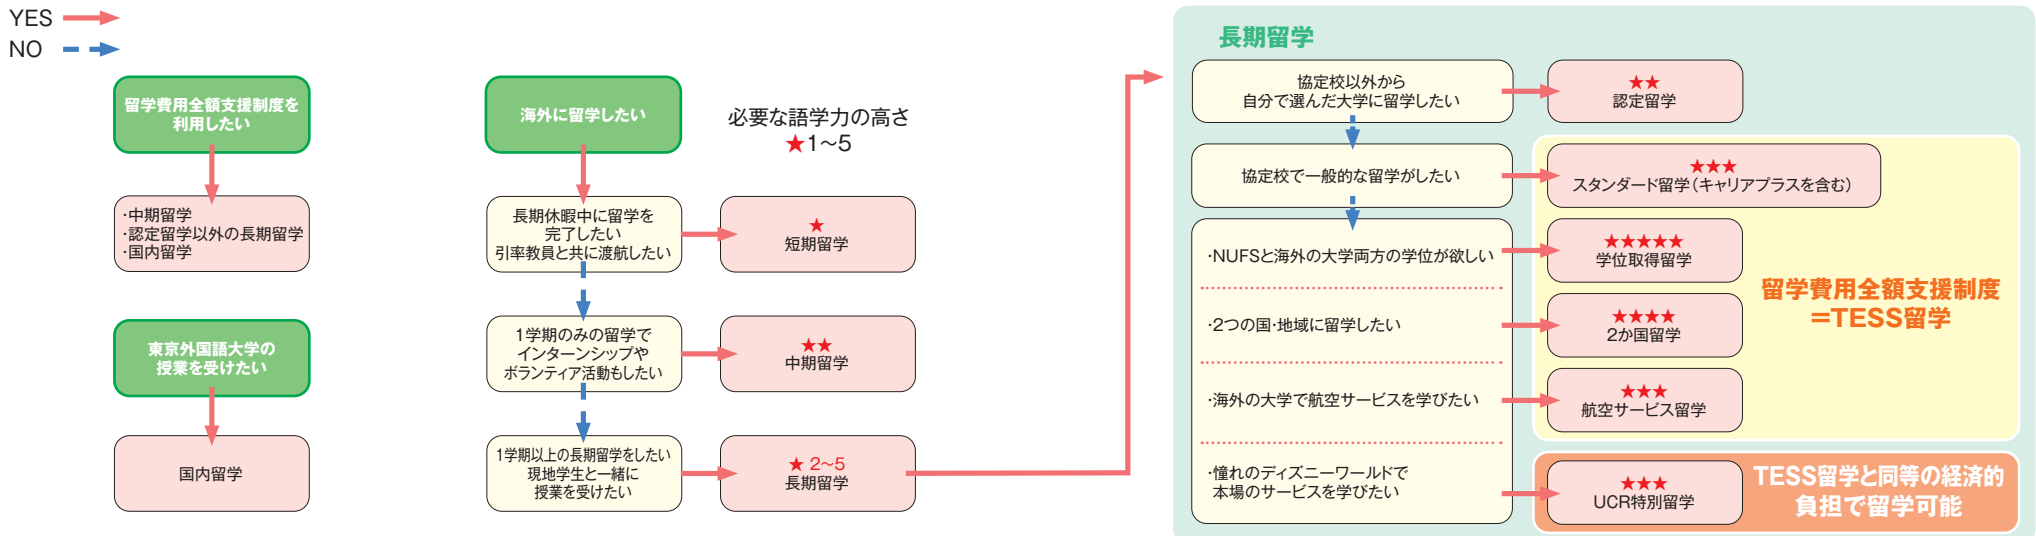 YES
NO
留学費用全額支援制度を
利用したい
・中期留学
・認定留学以外の長期留学
・国内留学
東京外国語大学の
授業を受けたい
国内留学
海外に留学したい
必要な語学力の高さ
★1〜5
長期休暇中に留学を
完了したい
引率教員と共に渡航したい
★
短期留学
1学期のみの留学で
インターンシップや
ボランティア活動もしたい
★★
中期留学
1学期以上の長期留学をしたい
現地学生と一緒に
授業を受けたい
★ 2〜5
長期留学
長期留学
協定校以外から
自分で選んだ大学に留学したい
★★
認定留学
協定校で一般的な留学がしたい
★★★
スタンダード留学（キャリアプラスを含む）
・NUFSと海外の大学両方の学位が欲しい
★★★★★
学位取得留学
・2つの国・地域に留学したい
★★★★
2か国留学
・海外の大学で航空サービスを学びたい
★★★
航空サービス留学
留学費用全額支援制度
＝TESS留学
・憧れのディズニーワールドで
本場のサービスを学びたい
★★★
UCR特別留学
TESS留学と同等の経済的
負担で留学可能